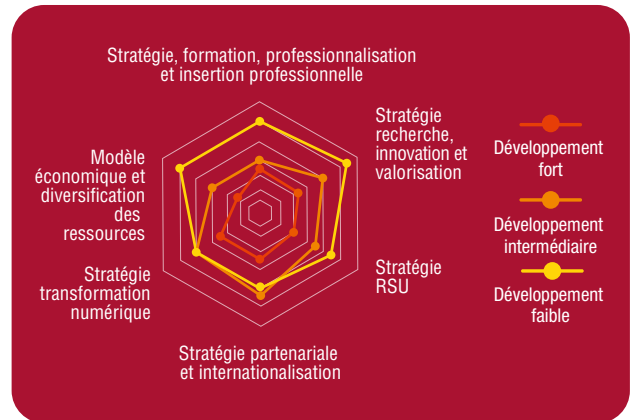 Stratégie, formation, professionnalisation
et insertion professionnelle
Stratégie
recherche,
innovation et
valorisation
Modèle
économique et
diversification
des
ressources
Stratégie
transformation
numérique
Stratégie
RSU
Stratégie partenariale
et internationalisation
Développement
fort
Développement
intermédiaire
Développement
faible